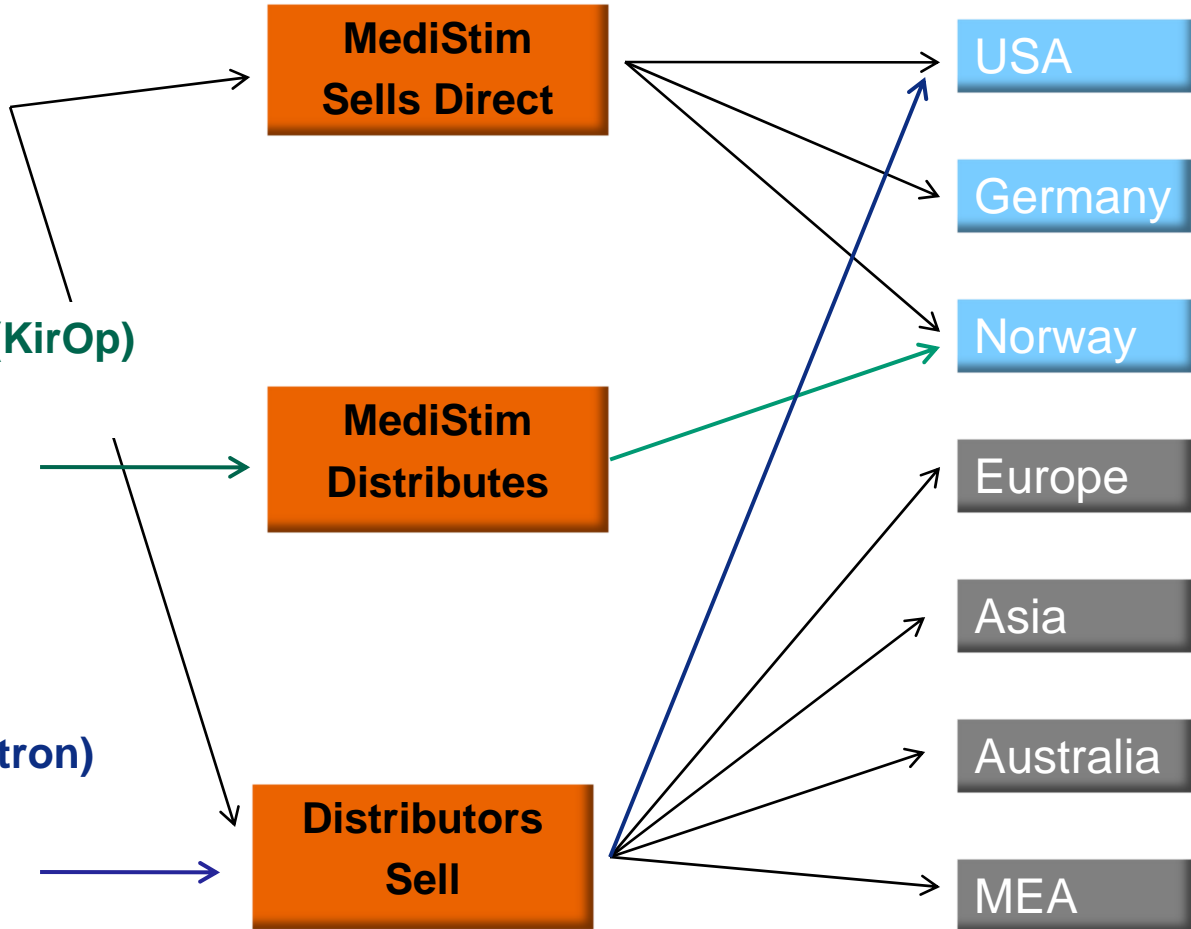 MediStim
Sells Direct
USA
Germany
(KirOp)
Norway
MediStim
Distributes
Europe
Asia
tron)
Australia
Distributors
Sell
MEA